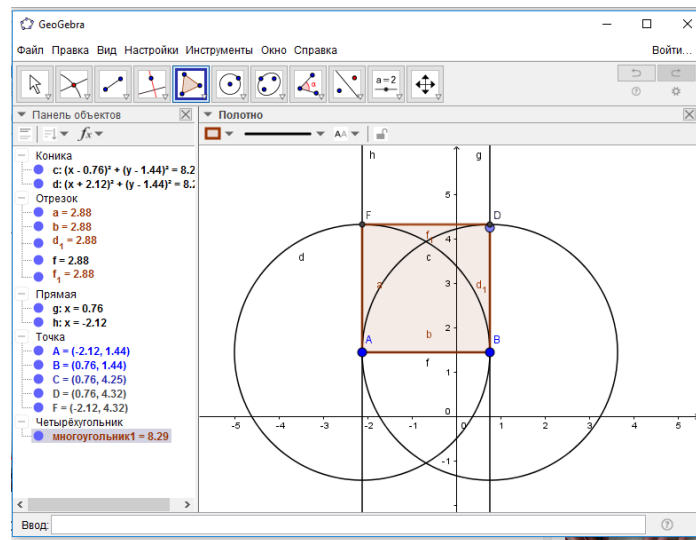 GeoGebra
Файл Правка Вид Настройки Инструменты Окно Справка Войти...
a = 2
Панель объектов
Полотно
fx
AA
Коника
c: (x - 0.76)² + (y - 1.44)² = 8.2
d: (x + 2.12)² + (y - 1.44)² = 8.2
Отрезок
a = 2.88
b = 2.88
d₁ = 2.88
f = 2.88
f₁ = 2.88
Прямая
g: x = 0.76
h: x = -2.12
Точка
A = (-2.12, 1.44)
B = (0.76, 1.44)
C = (0.76, 4.25)
D = (0.76, 4.32)
F = (-2.12, 4.32)
Четырёхугольник
многоугольник1 = 8.29
h g
5
F D
f₁
4
d c
3
a d₁
2
b
A B
f
1
0
-5 -4 -3 -2 -1 0 1 2 3 4 5
-1
Ввод: